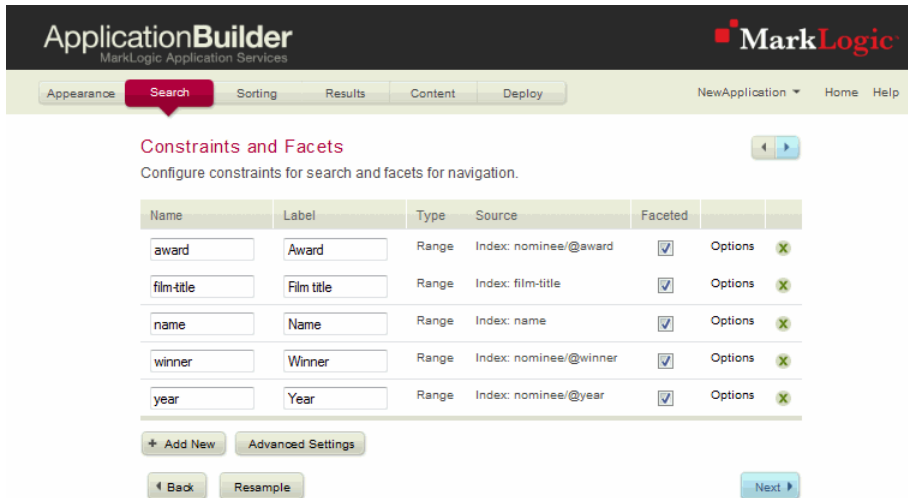 ApplicationBuilder
MarkLogic Application Services
MarkLogic
Appearance Search Sorting Results Content Deploy NewApplication Home Help
Constraints and Facets
Configure constraints for search and facets for navigation.
Name Label Type Source Faceted
award Award Range Index: nominee/@award Options
film-title Film title Range Index: film-title Options
name Name Range Index: name Options
winner Winner Range Index: nominee/@winner Options
year Year Range Index: nominee/@year Options
+ Add New Advanced Settings
Back Resample Next